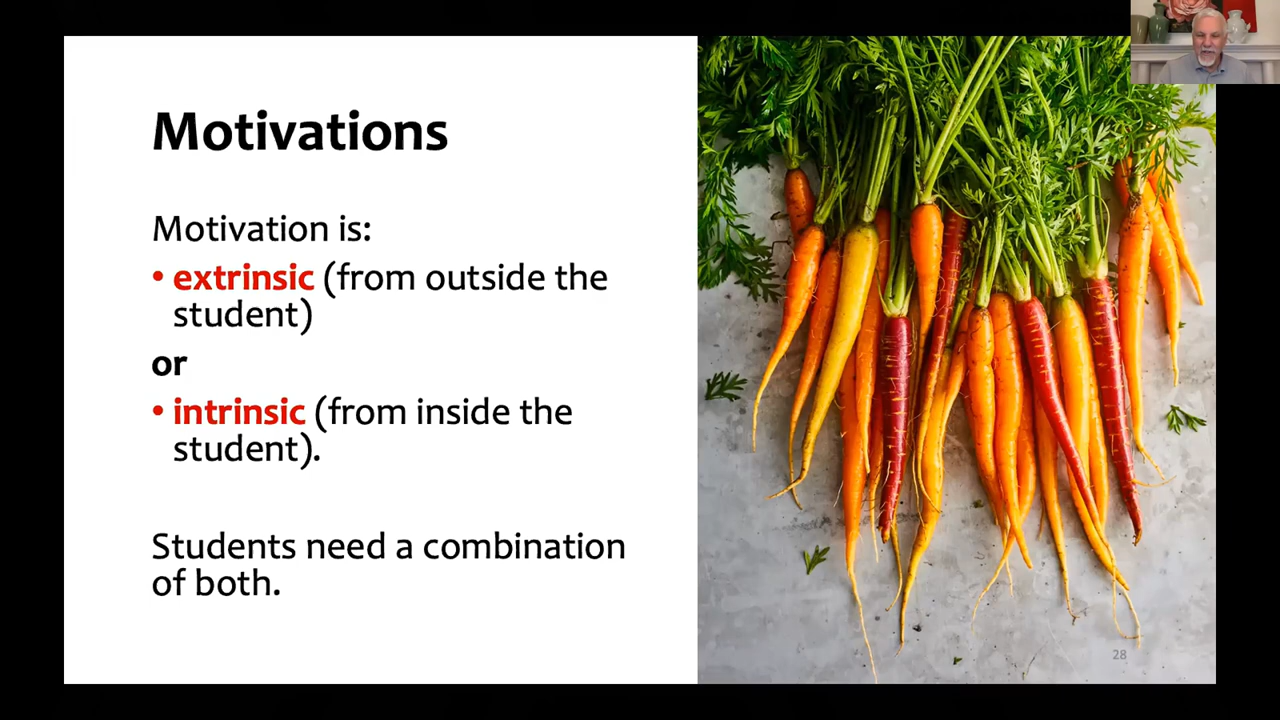 Motivations
Motivation is:
• extrinsic (from outside the
student)
or
• intrinsic (from inside the
student).
Students need a combination
of both.
28